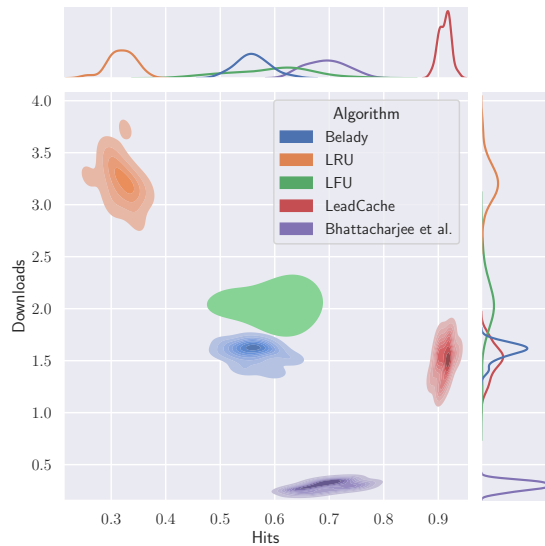 4.0
3.5
3.0
2.5
2.0
1.5
1.0
0.5
Downloads
Algorithm
Belady
LRU
LFU
LeadCache
Bhattacharjee et al.
0.3 0.4 0.5 0.6 0.7 0.8 0.9
Hits